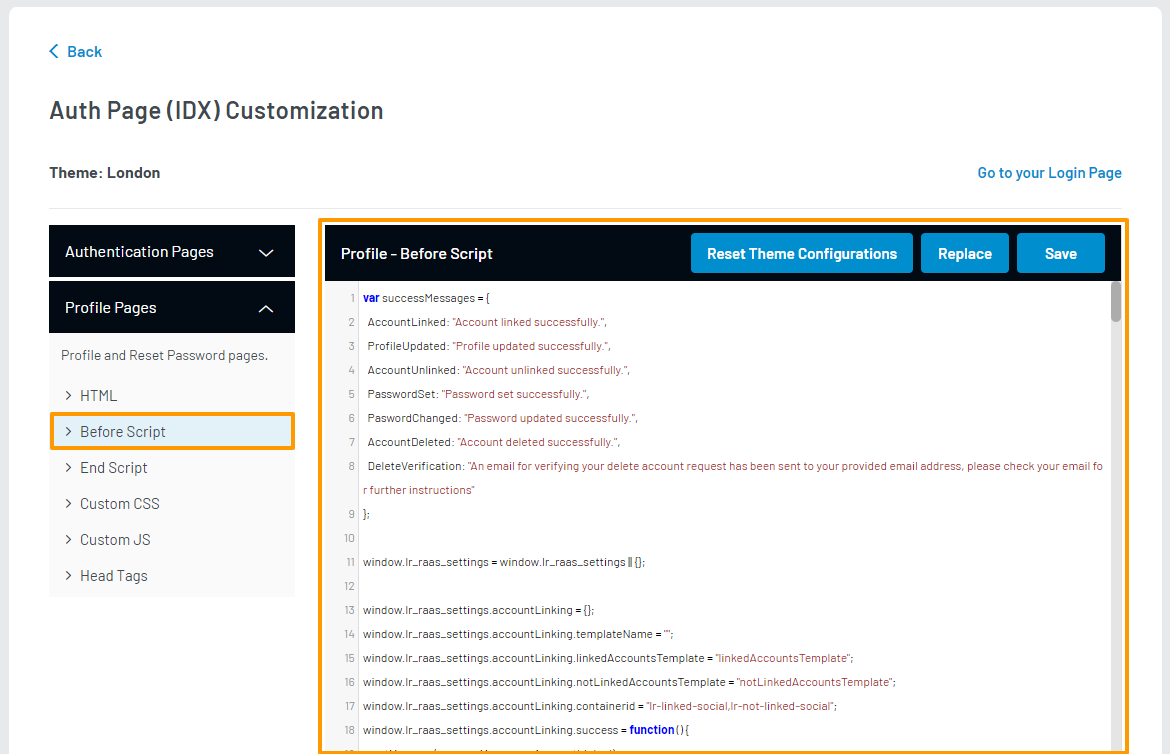 Back
Auth Page (IDX) Customization
Theme: London
Go to your Login Page
Authentication Pages
Profile Pages
Profile and Reset Password pages.
HTML
Before Script
End Script
Custom CSS
Custom JS
Head Tags
Profile - Before Script
Reset Theme Configurations
Replace
Save
1 var successMessages = {
2 AccountLinked: "Account linked successfully.",
3 ProfileUpdated: "Profile updated successfully.",
4 AccountUnlinked: "Account unlinked successfully.",
5 PasswordSet: "Password set successfully.",
6 PaswordChanged: "Password updated successfully.",
7 AccountDeleted: "Account deleted successfully.",
8 DeleteVerification: "An email for verifying your delete account request has been sent to your provided email address, please check your email fo
r further instructions"
9 };
10
11 window.lr_raas_settings = window.lr_raas_settings || {};
12
13 window.lr_raas_settings.accountLinking = {};
14 window.lr_raas_settings.accountLinking.templateName = "";
15 window.lr_raas_settings.accountLinking.linkedAccountsTemplate = "linkedAccountsTemplate";
16 window.lr_raas_settings.accountLinking.notLinkedAccountsTemplate = "notLinkedAccountsTemplate";
17 window.lr_raas_settings.accountLinking.containerid = "lr-linked-social,lr-not-linked-social";
18 window.lr_raas_settings.accountLinking.success = function(){